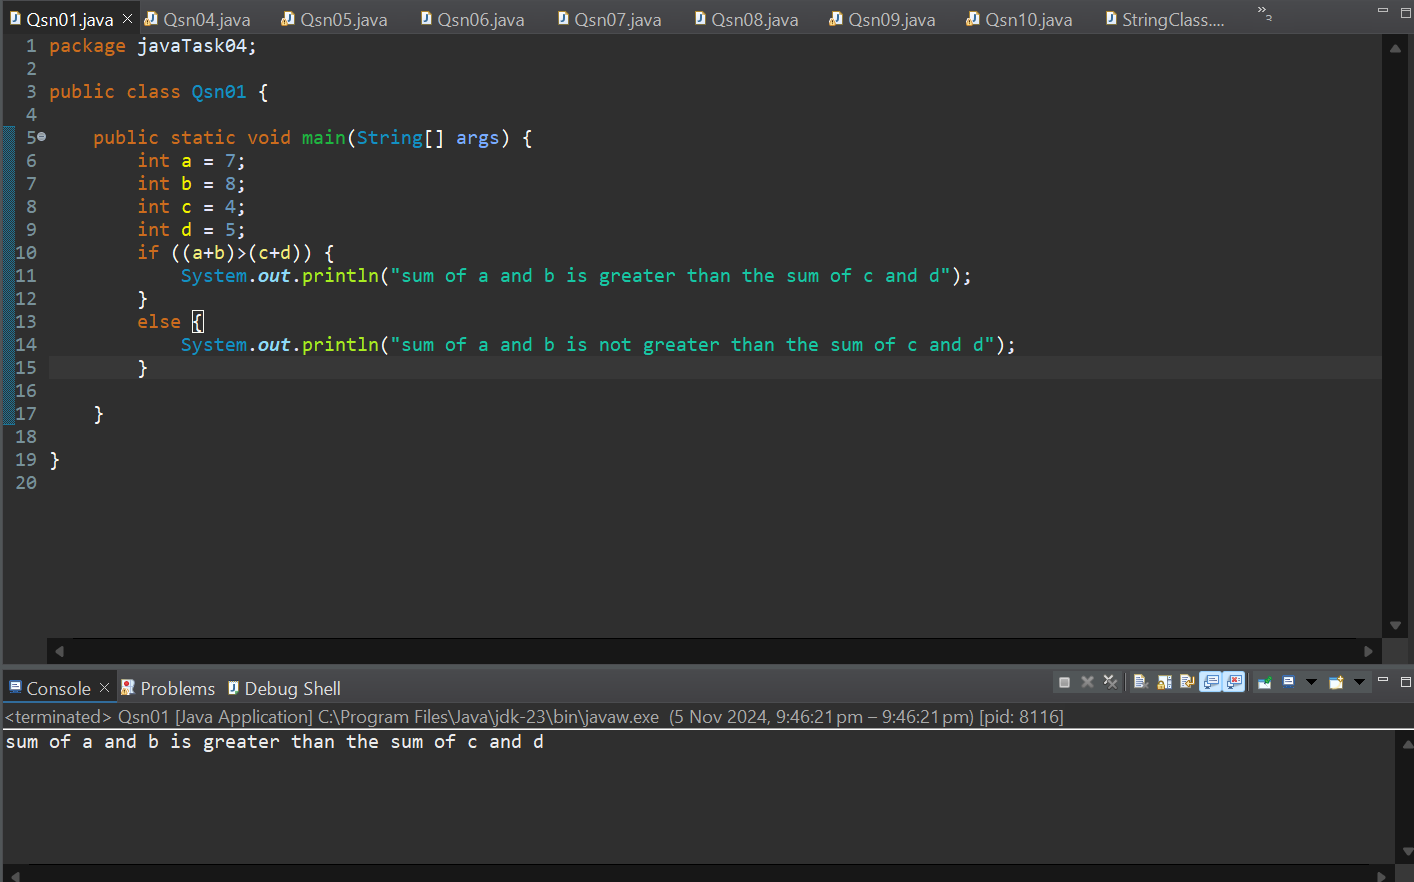 Qsn01.java Qsn04.java Qsn05.java Qsn06.java Qsn07.java Qsn08.java Qsn09.java Qsn10.java StringClass.... »3
1 package javaTask04;
2
3 public class Qsn01 {
4
5 public static void main(String[] args) {
6 int a = 7;
7 int b = 8;
8 int c = 4;
9 int d = 5;
10 if ((a+b)>(c+d)) {
11 System.out.println("sum of a and b is greater than the sum of c and d");
12 }
13 else {
14 System.out.println("sum of a and b is not greater than the sum of c and d");
15 }
16
17 }
18
19 }
20
Console Problems Debug Shell
<terminated> Qsn01 [Java Application] C:\Program Files\Java\jdk-23\bin\javaw.exe (5 Nov 2024, 9:46:21 pm – 9:46:21 pm) [pid: 8116]
sum of a and b is greater than the sum of c and d